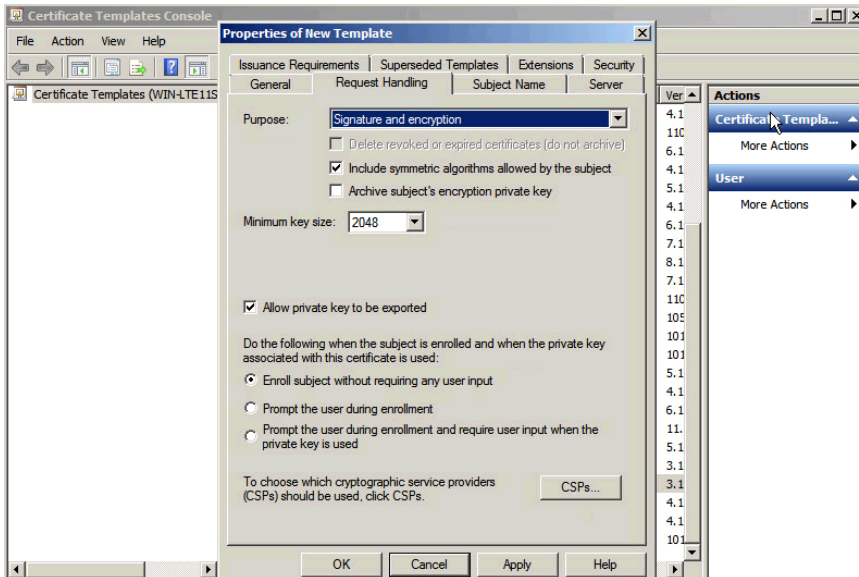 Certificate Templates Console
File Action View Help
Certificate Templates (WIN-LTE11S
Properties of New Template
Issuance Requirements Superseded Templates Extensions Security
General Request Handling Subject Name Server
Purpose: Signature and encryption
Delete revoked or expired certificates (do not archive)
Include symmetric algorithms allowed by the subject
Archive subject's encryption private key
Minimum key size: 2048
Allow private key to be exported
Do the following when the subject is enrolled and when the private key
associated with this certificate is used:
Enroll subject without requiring any user input
Prompt the user during enrollment
Prompt the user during enrollment and require user input when the
private key is used
To choose which cryptographic service providers
(CSPs) should be used, click CSPs.
CSPs...
OK Cancel Apply Help
Ver
4.1
110
6.1
4.1
5.1
4.1
6.1
7.1
8.1
7.1
110
105
101
101
5.1
4.1
6.1
11.
5.1
3.1
3.1
4.1
4.1
101
Actions
Certificate Templa...
More Actions
User
More Actions